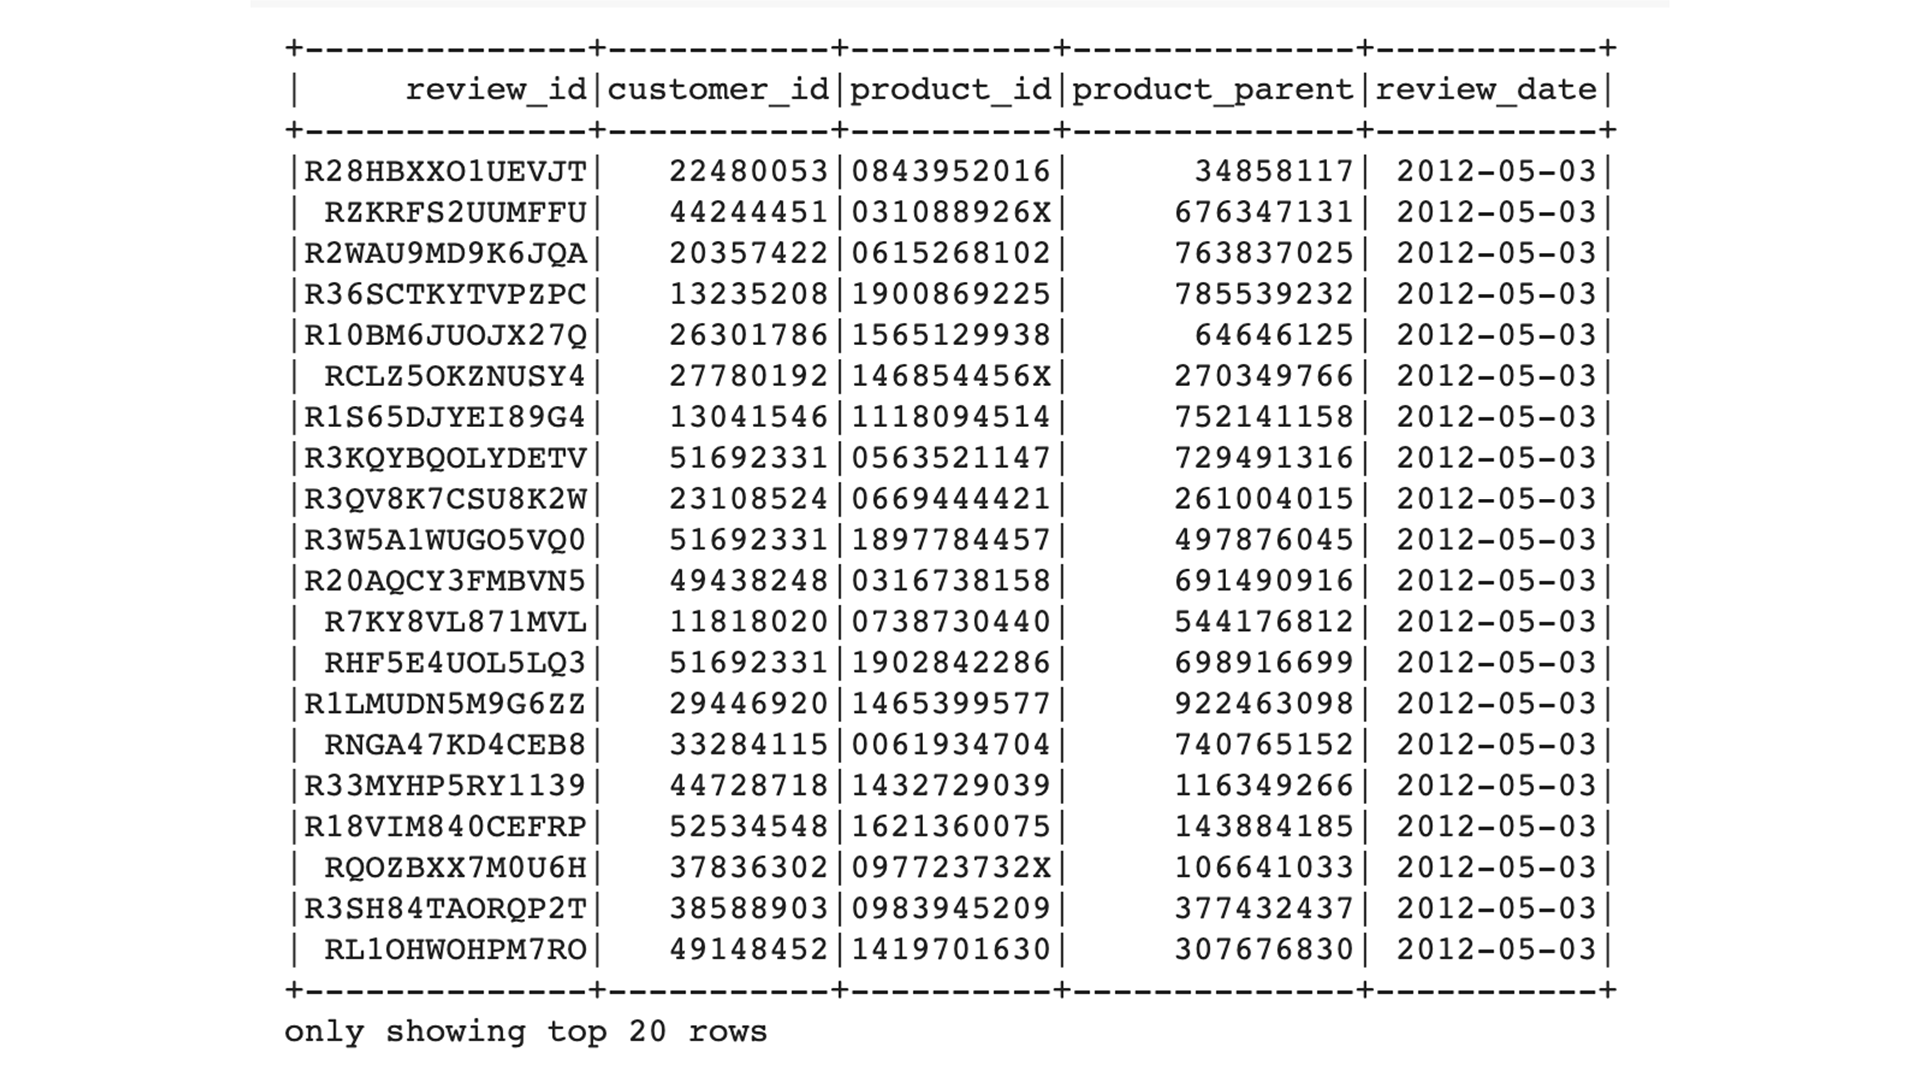 +--------------+-----------+----------+--------------+-----------+
|     review_id|customer_id|product_id|product_parent|review_date|
+--------------+-----------+----------+--------------+-----------+
|R28HBXXO1UEVJT|   22480053|0843952016|      34858117| 2012-05-03|
| RZKRFS2UUMFFU|   44244451|031088926X|     676347131| 2012-05-03|
|R2WAU9MD9K6JQA|   20357422|0615268102|     763837025| 2012-05-03|
|R36SCTKYTVPZPC|   13235208|1900869225|     785539232| 2012-05-03|
|R10BM6JUOJX27Q|   26301786|1565129938|      64646125| 2012-05-03|
| RCLZ5OKZNUSY4|   27780192|146854456X|     270349766| 2012-05-03|
|R1S65DJYEI89G4|   13041546|1118094514|     752141158| 2012-05-03|
|R3KQYBQOLYDETV|   51692331|0563521147|     729491316| 2012-05-03|
|R3QV8K7CSU8K2W|   23108524|0669444421|     261004015| 2012-05-03|
|R3W5A1WUGO5VQ0|   51692331|1897784457|     497876045| 2012-05-03|
|R20AQCY3FMBVN5|   49438248|0316738158|     691490916| 2012-05-03|
| R7KY8VL871MVL|   11818020|0738730440|     544176812| 2012-05-03|
| RHF5E4UOL5LQ3|   51692331|1902842286|     698916699| 2012-05-03|
|R1LMUDN5M9G6ZZ|   29446920|1465399577|     922463098| 2012-05-03|
| RNGA47KD4CEB8|   33284115|0061934704|     740765152| 2012-05-03|
|R33MYHP5RY1139|   44728718|1432729039|     116349266| 2012-05-03|
|R18VIM840CEFRP|   52534548|1621360075|     143884185| 2012-05-03|
| RQOZBXX7M0U6H|   37836302|097723732X|     106641033| 2012-05-03|
|R3SH84TAORQP2T|   38588903|0983945209|     377432437| 2012-05-03|
| RL1OHWOHPM7RO|   49148452|1419701630|     307676830| 2012-05-03|
+--------------+-----------+----------+--------------+-----------+
only showing top 20 rows